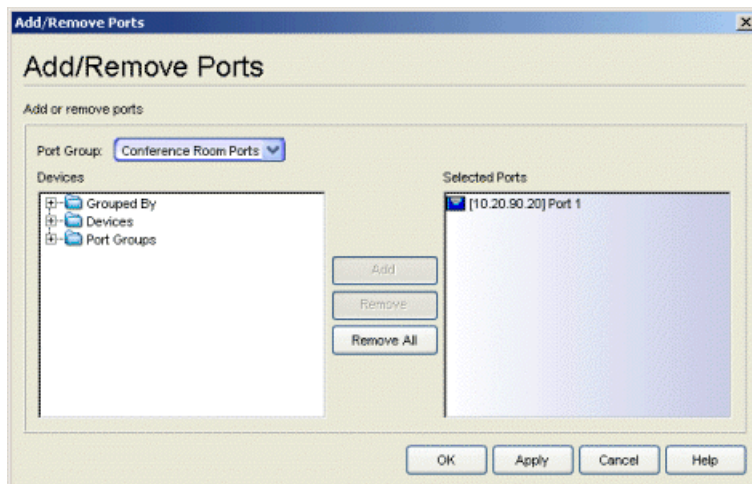 Add/Remove Ports
Add/Remove Ports
Add or remove ports
Port Group: Conference Room Ports
Devices
Grouped By
Devices
Port Groups
Add
Remove
Remove All
Selected Ports
[10.20.90.20] Port 1
OK Apply Cancel Help